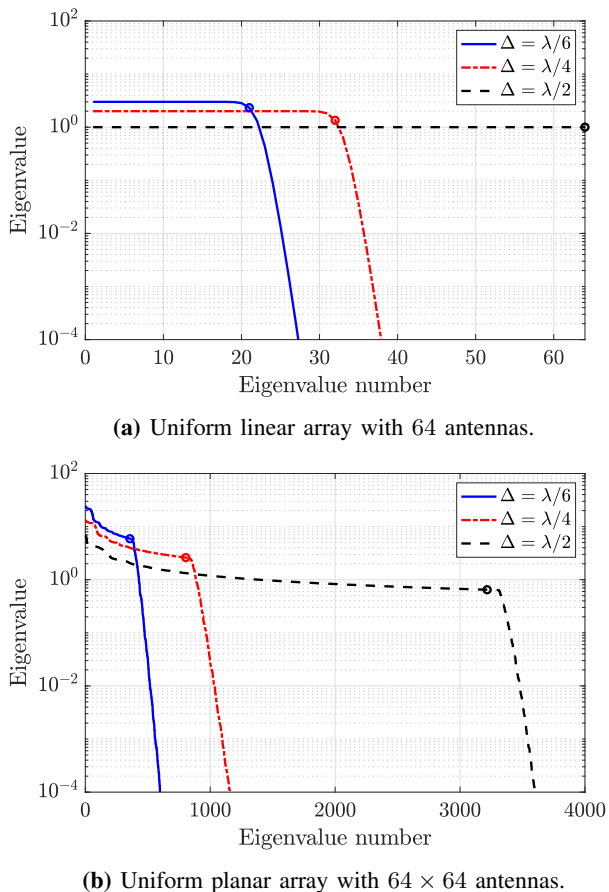 10^2
Δ = λ/6
Δ = λ/4
Δ = λ/2
10^0
10^{-2}
10^{-4}
Eigenvalue
0 10 20 30 40 50 60
Eigenvalue number
(a) Uniform linear array with 64 antennas.
10^2
Δ = λ/6
Δ = λ/4
Δ = λ/2
10^0
10^{-2}
10^{-4}
Eigenvalue
0 1000 2000 3000 4000
Eigenvalue number
(b) Uniform planar array with 64 × 64 antennas.